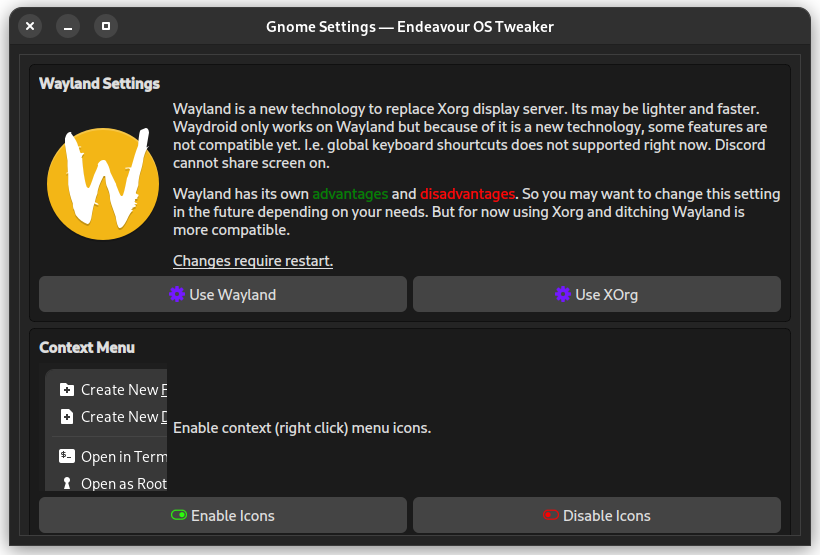 Gnome Settings — Endeavour OS Tweaker
Wayland Settings
W
Wayland is a new technology to replace Xorg display server. Its may be lighter and faster.
Waydroid only works on Wayland but because of it is a new technology, some features are
not compatible yet. I.e. global keyboard shourtcuts does not supported right now. Discord
cannot share screen on.
Wayland has its own advantages and disadvantages. So you may want to change this setting
in the future depending on your needs. But for now using Xorg and ditching Wayland is
more compatible.
Changes require restart.
Use Wayland
Use XOrg
Context Menu
Create New F
Create New D
Open in Term
Open as Root
Enable context (right click) menu icons.
Enable Icons
Disable Icons